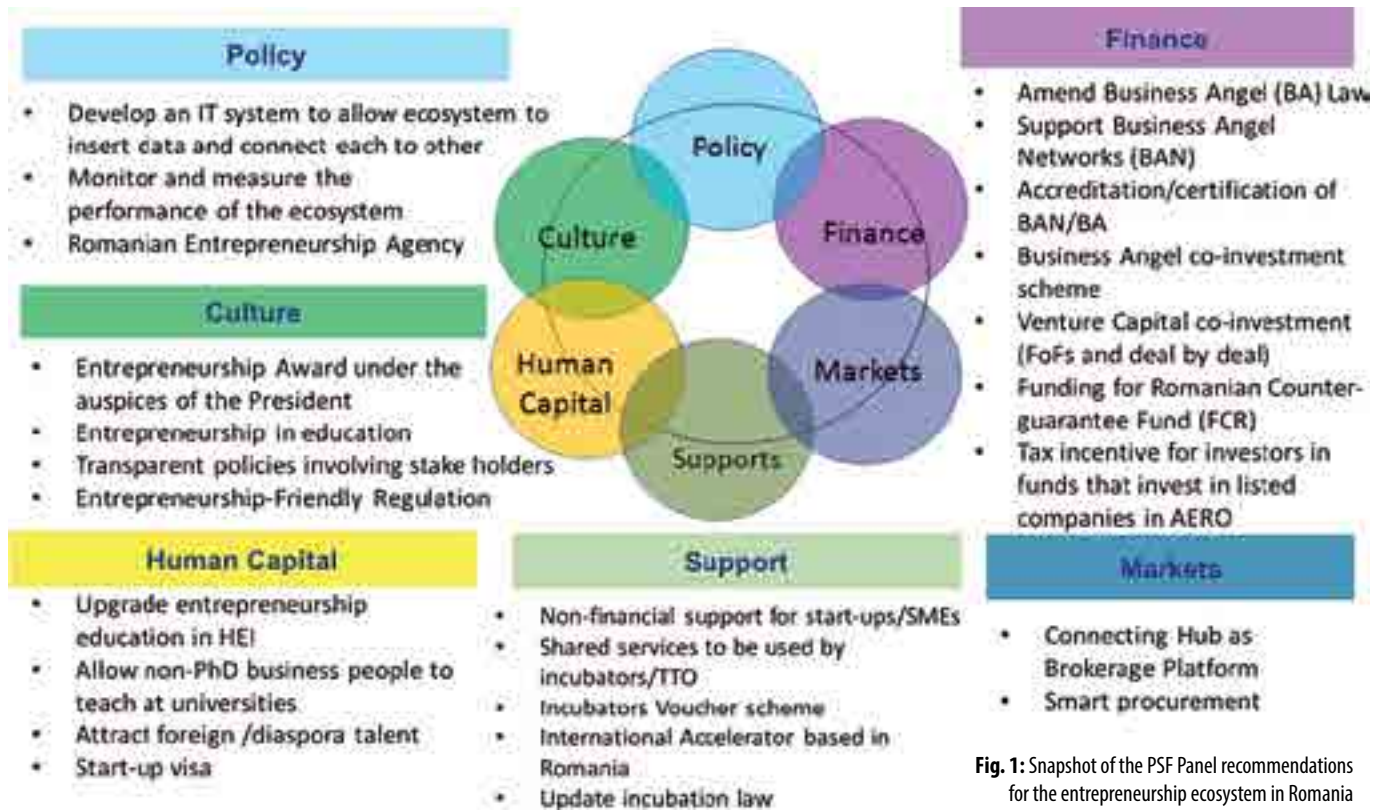 Policy
• Develop an IT system to allow ecosystem to
insert data and connect each to other
• Monitor and measure the
performance of the ecosystem
• Romanian Entrepreneurship Agency
Culture
• Entrepreneurship Award under the
auspices of the President
• Entrepreneurship in education
• Transparent policies involving stake holders
• Entrepreneurship-Friendly Regulation
Human Capital
• Upgrade entrepreneurship
education in HEI
• Allow non-PhD business people to
teach at universities
• Attract foreign /diaspora talent
• Start-up visa
Policy
Culture
Finance
Human
Capital
Markets
Supports
Support
• Non-financial support for start-ups/SMEs
• Shared services to be used by
incubators/TTO
• Incubators Voucher scheme
• International Accelerator based in
Romania
• Update incubation law
Finance
• Amend Business Angel (BA) Law
• Support Business Angel
Networks (BAN)
• Accreditation/certification of
BAN/BA
• Business Angel co-investment
scheme
• Venture Capital co-investment
(FoFs and deal by deal)
• Funding for Romanian Counter-
guarantee Fund (FCR)
• Tax incentive for investors in
funds that invest in listed
companies in AERO
Markets
• Connecting Hub as
Brokerage Platform
• Smart procurement
Fig. 1: Snapshot of the PSF Panel recommendations
for the entrepreneurship ecosystem in Romania